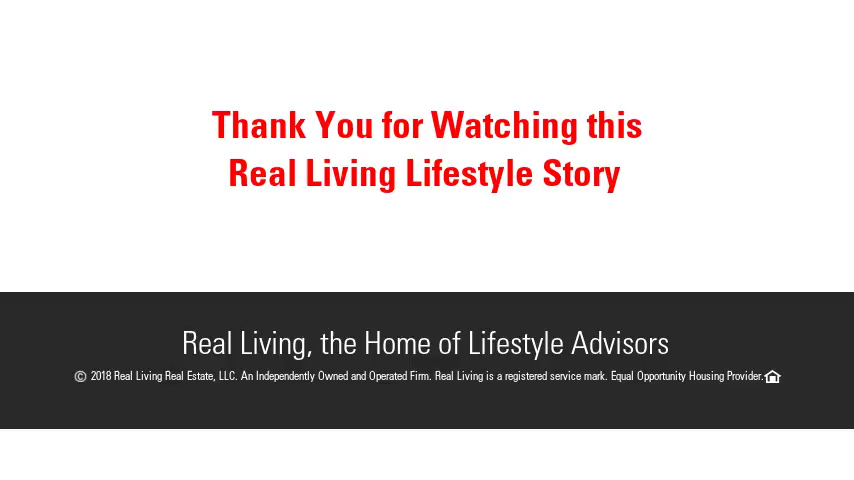 Thank You for Watching this
Real Living Lifestyle Story
Real Living, the Home of Lifestyle Advisors
© 2018 Real Living Real Estate, LLC. An Independently Owned and Operated Firm. Real Living is a registered service mark. Equal Opportunity Housing Provider.